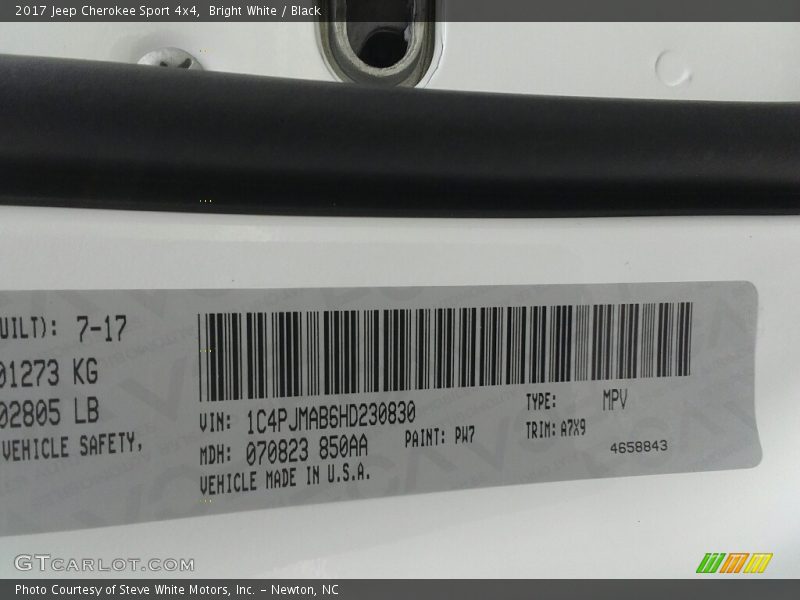 2017 Jeep Cherokee Sport 4x4, Bright White / Black
UILT): 7-17
01273 KG
02805 LB
VEHICLE SAFETY,
VIN: 1C4PJMAB6HD230830
TYPE: MPV
MDH: 070823 850AA
PAINT: PW7
TRIM: A7X9
VEHICLE MADE IN U.S.A.
4658843
GTCARLOT.COM
Photo Courtesy of Steve White Motors, Inc. – Newton, NC